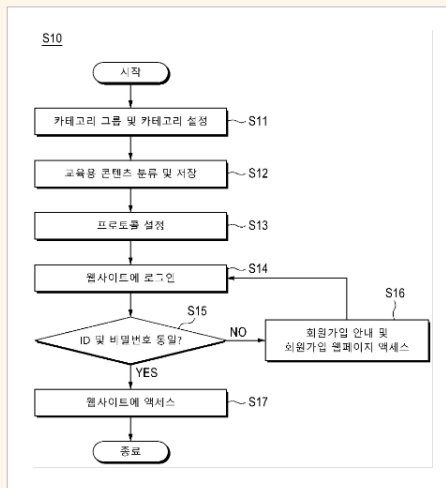 S10
시작
카테고리 그룹 및 카테고리 설정
S11
교육용 콘텐츠 분류 및 저장
S12
프로토콜 설정
S13
웹사이트에 로그인
S14
S15
ID 및 비밀번호 동일?
NO
S16
회원가입 안내 및
회원가입 웹페이지 액세스
YES
웹사이트에 액세스
S17
종료